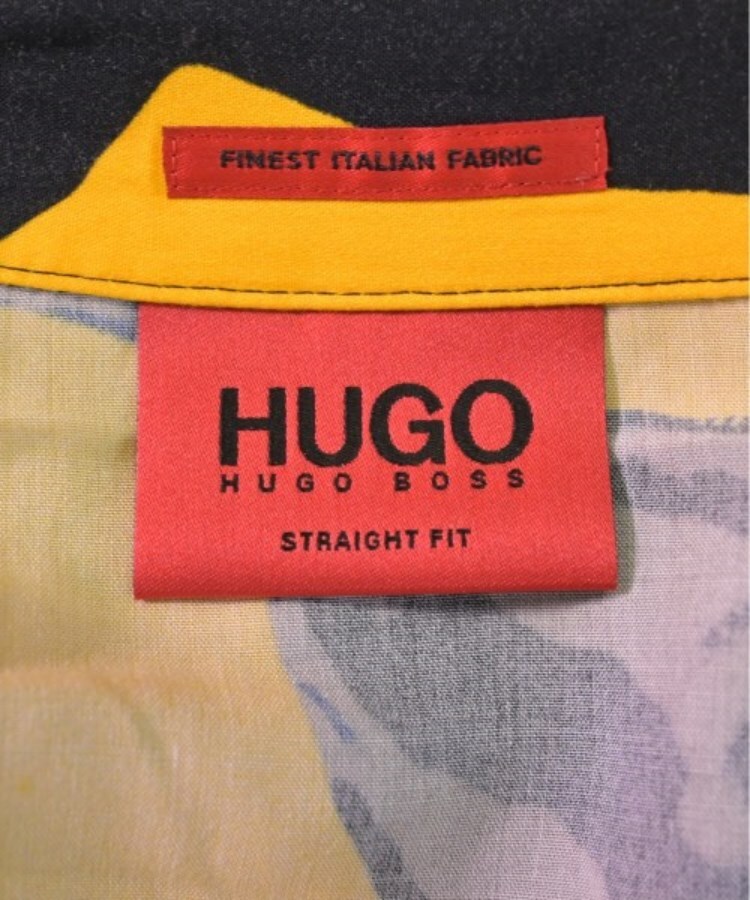 FINEST ITALIAN FABRIC
HUGO
HUGO BOSS
STRAIGHT FIT